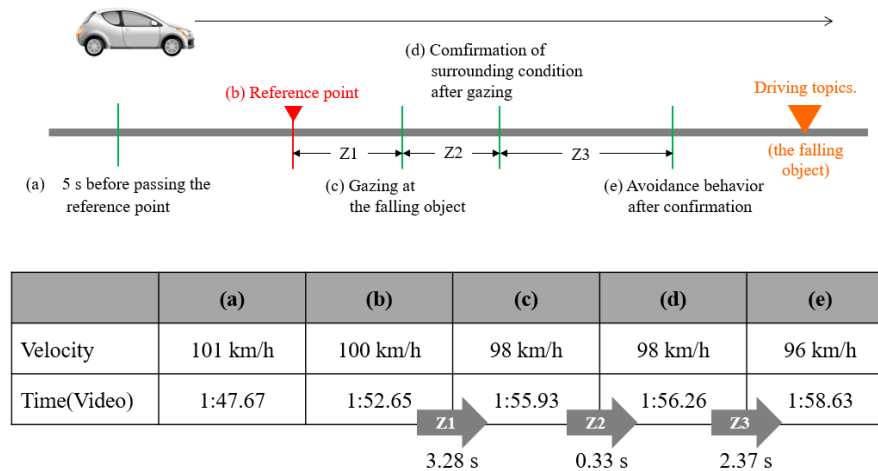 (d) Comfirmation of
surrounding condition
after gazing
(b) Reference point
Driving topics.
Z1
Z2
Z3
(the falling
object)
(a) 5 s before passing the
reference point
(c) Gazing at
the falling object
(e) Avoidance behavior
after confirmation
(a) (b) (c) (d) (e)
Velocity 101 km/h 100 km/h 98 km/h 98 km/h 96 km/h
Time(Video) 1:47.67 1:52.65 1:55.93 1:56.26 1:58.63
Z1 Z2 Z3
3.28 s 0.33 s 2.37 s